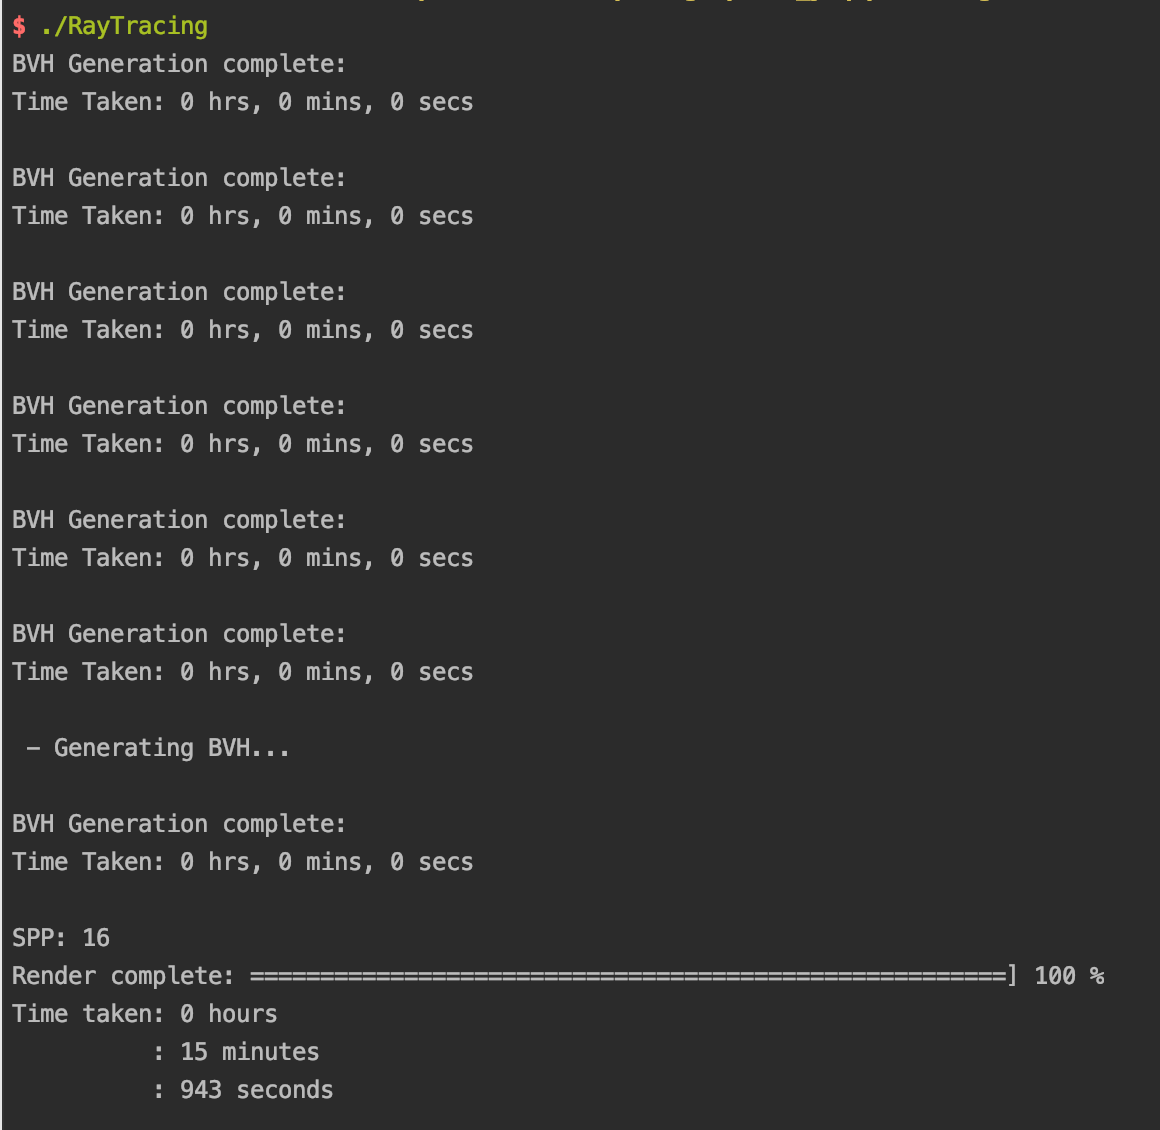 $ ./RayTracing
BVH Generation complete:
Time Taken: 0 hrs, 0 mins, 0 secs
BVH Generation complete:
Time Taken: 0 hrs, 0 mins, 0 secs
BVH Generation complete:
Time Taken: 0 hrs, 0 mins, 0 secs
BVH Generation complete:
Time Taken: 0 hrs, 0 mins, 0 secs
BVH Generation complete:
Time Taken: 0 hrs, 0 mins, 0 secs
BVH Generation complete:
Time Taken: 0 hrs, 0 mins, 0 secs
 - Generating BVH...
BVH Generation complete:
Time Taken: 0 hrs, 0 mins, 0 secs
SPP: 16
Render complete: ======================================================] 100 %
Time taken: 0 hours
          : 15 minutes
          : 943 seconds